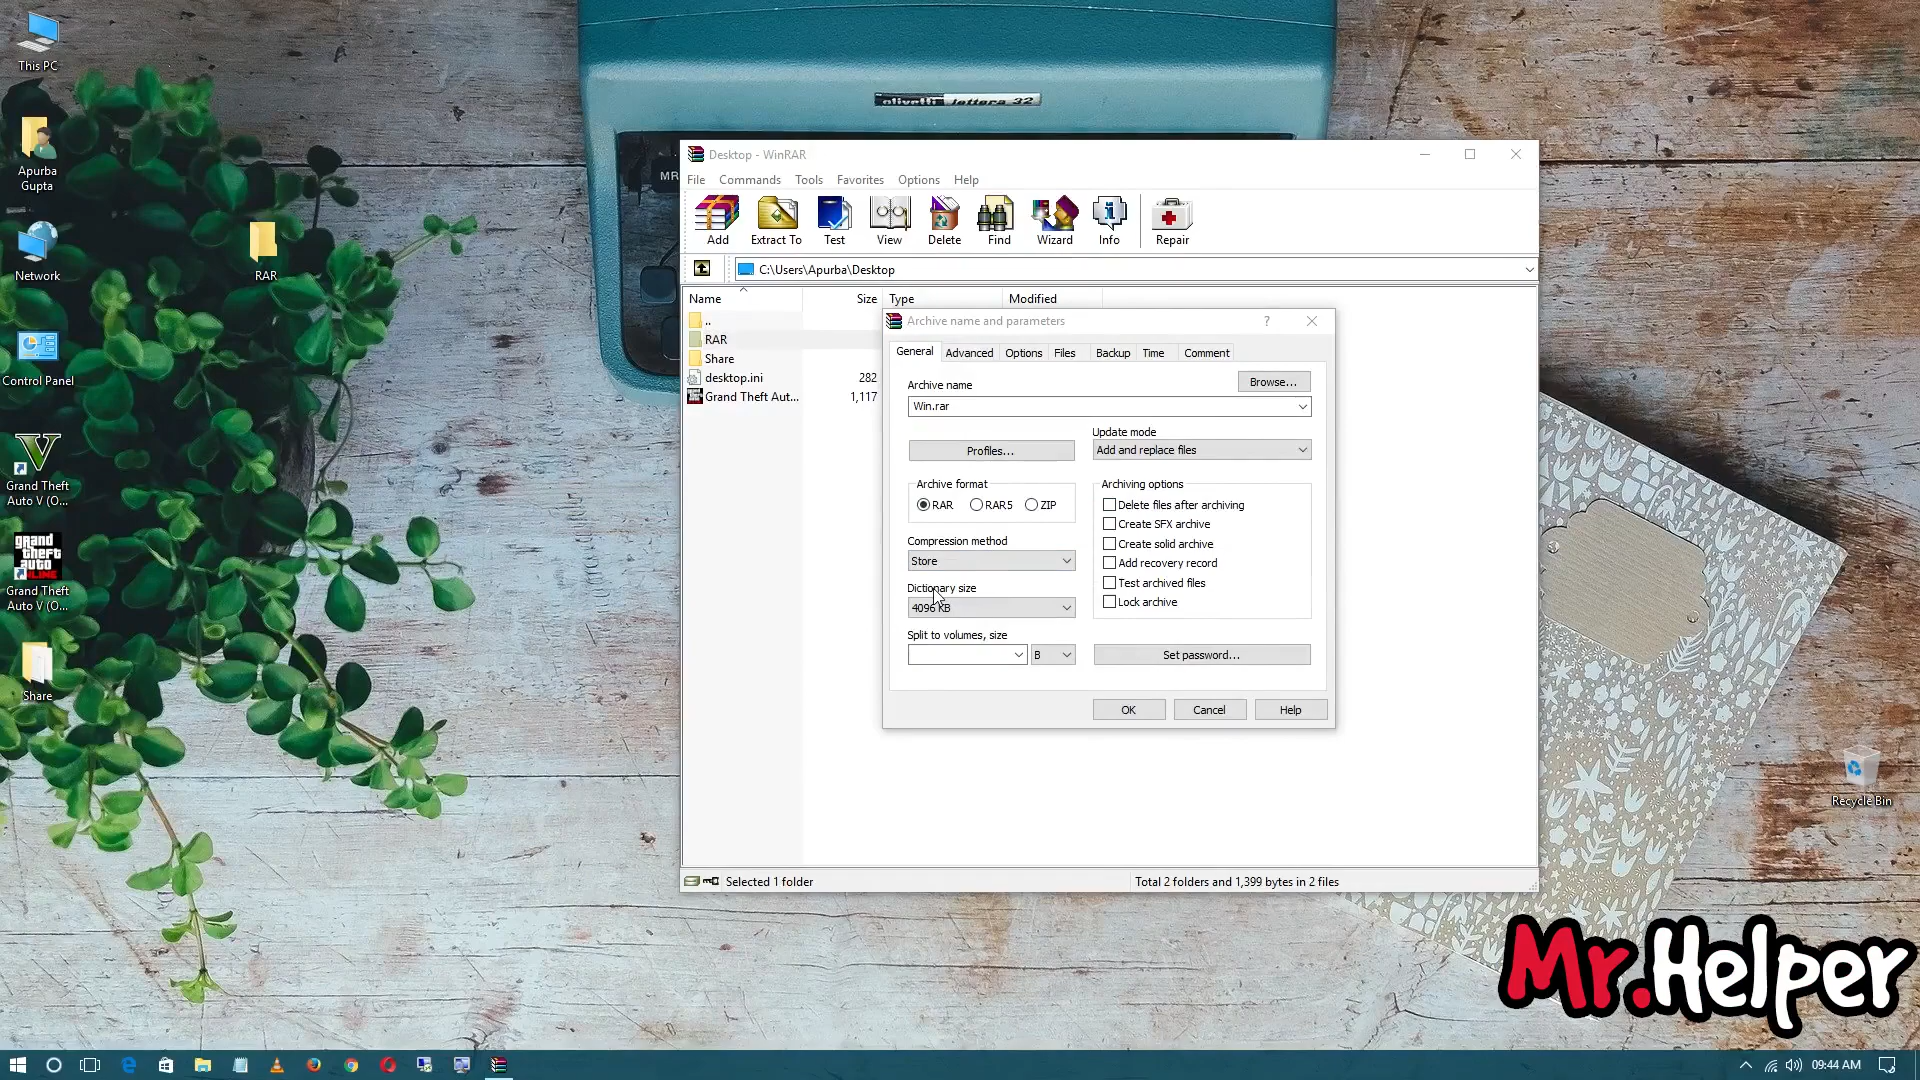 This PC
Apurba
Gupta
Network
RAR
Control Panel
Grand Theft
Auto V (O...
grand
theft
auto
Grand Theft
Auto V (O...
Share
olivetti lettera 32
MR
Desktop - WinRAR
File Commands Tools Favorites Options Help
Add Extract To Test View Delete Find Wizard Info Repair
C:\Users\Apurba\Desktop
Name Size Type Modified
..
RAR
Share
desktop.ini 282
Grand Theft Aut... 1,117
Archive name and parameters ?
General Advanced Options Files Backup Time Comment
Archive name
Browse...
Win.rar
Update mode
Profiles...
Add and replace files
Archive format
RAR RAR5 ZIP
Archiving options
Delete files after archiving
Create SFX archive
Create solid archive
Add recovery record
Test archived files
Lock archive
Compression method
Store
Dictionary size
4096 KB
Split to volumes, size
B
Set password...
OK Cancel Help
Selected 1 folder
Total 2 folders and 1,399 bytes in 2 files
Recycle Bin
Mr.Helper
09:44 AM